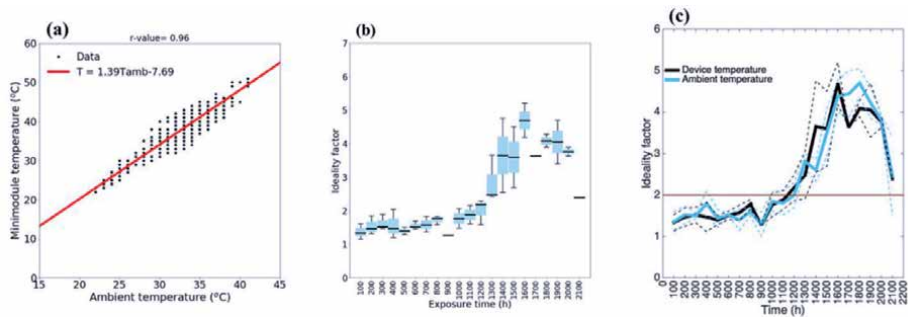 (a)
r-value= 0.96
Data
T = 1.39Tamb-7.69
Minimodule temperature (°C)
60
50
40
30
20
10
0
15 20 25 30 35 40 45
Ambient temperature (°C)
(b)
Ideality factor
7
6
5
4
3
2
1
0
100 200 300 400 500 600 700 800 900 1000 1100 1200 1300 1400 1500 1600 1700 1800 1900 2000 2100
Exposure time (h)
(c)
Device temperature
Ambient temperature
Ideality factor
6
5
4
3
2
1
0
0 100 200 300 400 500 600 700 800 900 1000 1100 1200 1300 1400 1500 1600 1700 1800 1900 2000 2100 2200
Time (h)